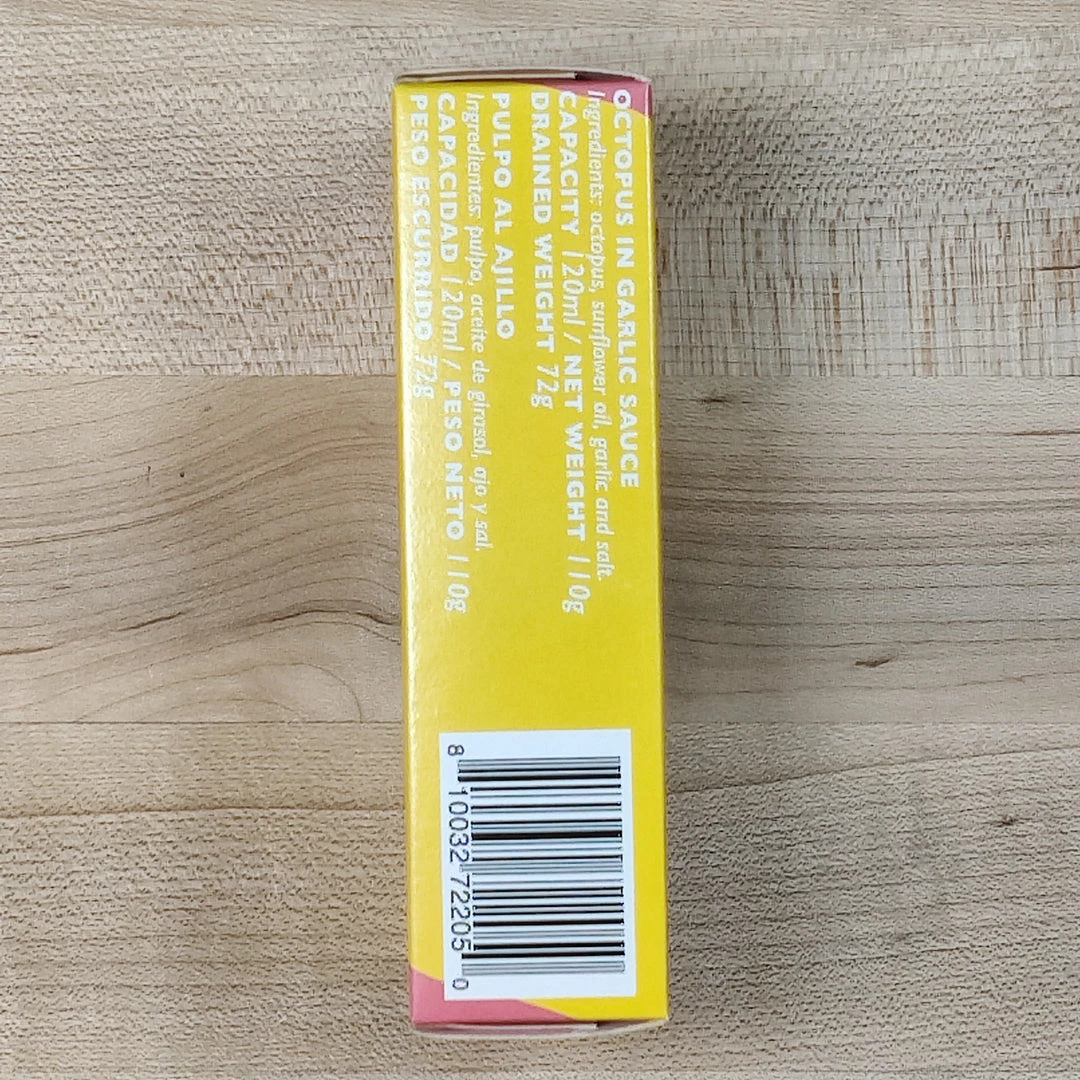 OCTOPUS IN GARLIC SAUCE
Ingredients: octopus, sunflower oil, garlic and salt.
CAPACITY 120ml / NET WEIGHT 110g
DRAINED WEIGHT 72g
PULPO AL AJILLO
Ingredientes: pulpo, aceite de girasol, ajo y sal.
CAPACIDAD 120ml / PESO NETO 110g
PESO ESCURRIDO 72g
8 10032 72205 0